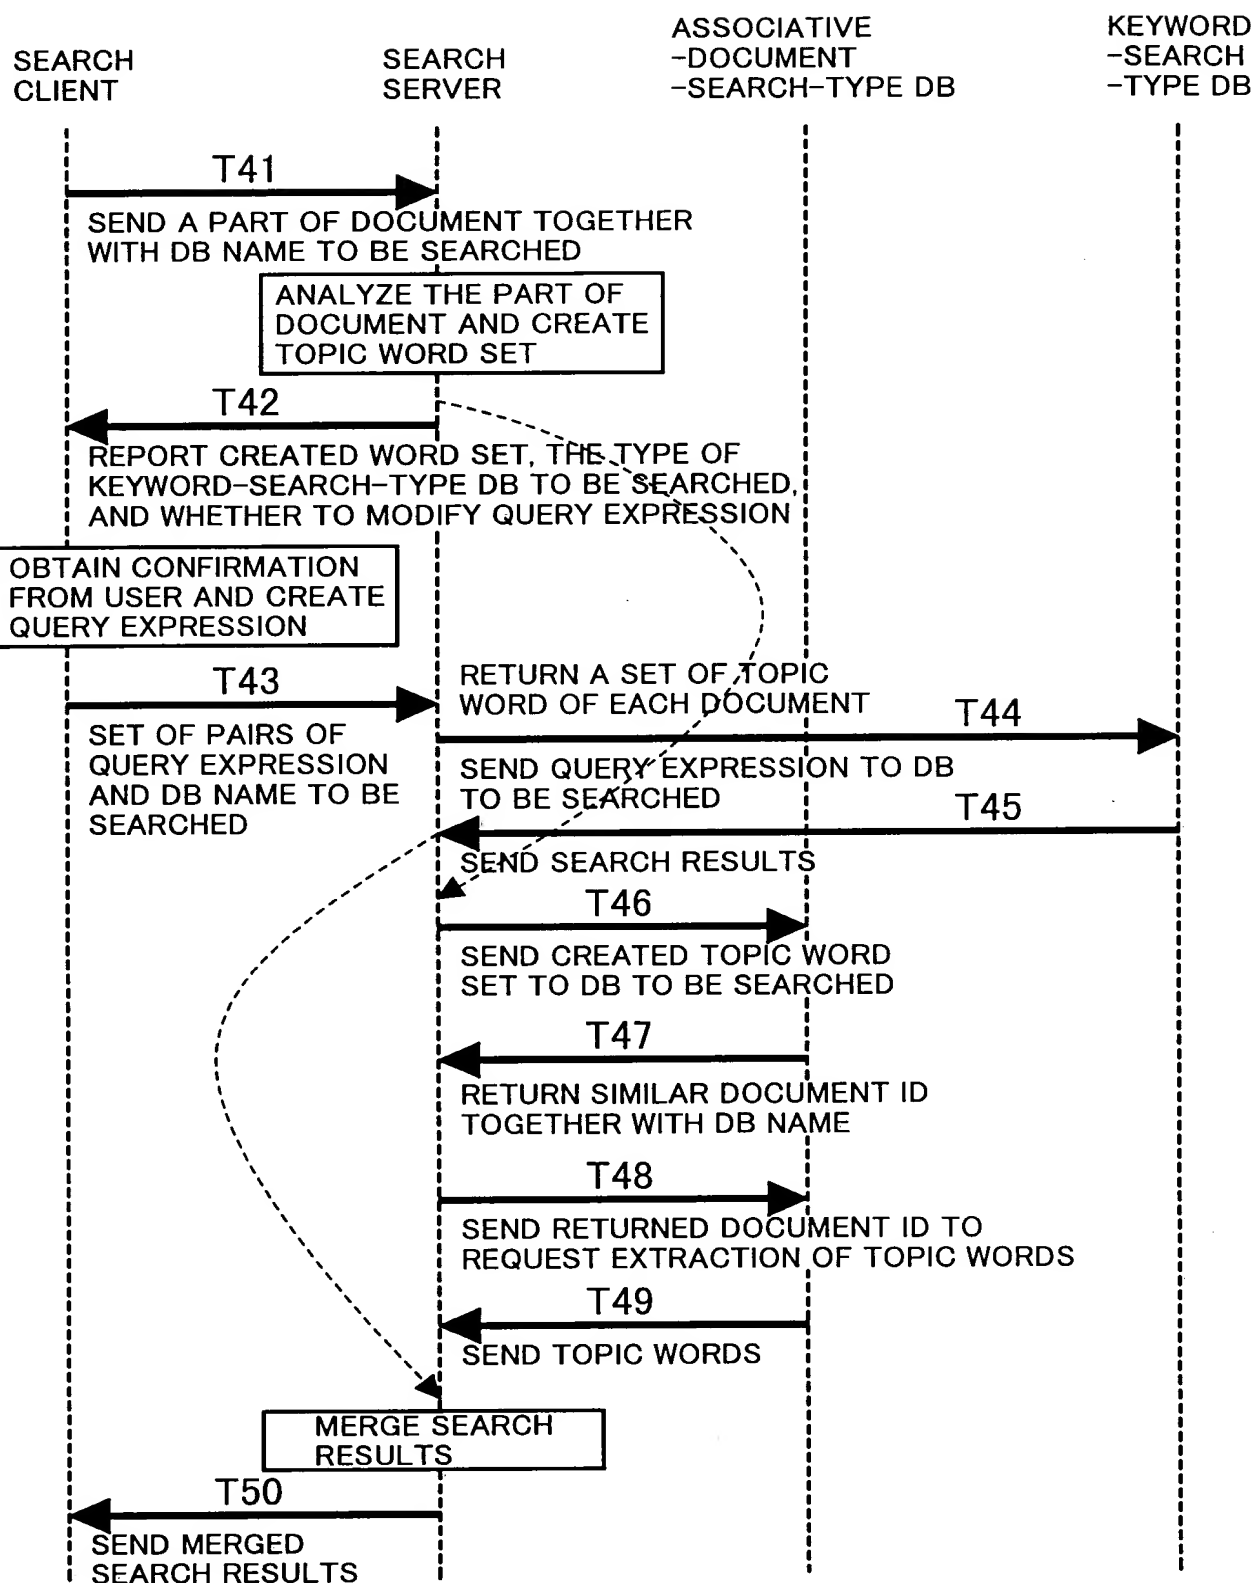 SEARCH
CLIENT
SEARCH
SERVER
ASSOCIATIVE
-DOCUMENT
-SEARCH-TYPE DB
KEYWORD
-SEARCH
-TYPE DB
T41
SEND A PART OF DOCUMENT TOGETHER
WITH DB NAME TO BE SEARCHED
ANALYZE THE PART OF
DOCUMENT AND CREATE
TOPIC WORD SET
T42
REPORT CREATED WORD SET, THE TYPE OF
KEYWORD-SEARCH-TYPE DB TO BE SEARCHED,
AND WHETHER TO MODIFY QUERY EXPRESSION
OBTAIN CONFIRMATION
FROM USER AND CREATE
QUERY EXPRESSION
T43
SET OF PAIRS OF
QUERY EXPRESSION
AND DB NAME TO BE
SEARCHED
RETURN A SET OF TOPIC
WORD OF EACH DOCUMENT
T44
SEND QUERY EXPRESSION TO DB
TO BE SEARCHED
T45
SEND SEARCH RESULTS
T46
SEND CREATED TOPIC WORD
SET TO DB TO BE SEARCHED
T47
RETURN SIMILAR DOCUMENT ID
TOGETHER WITH DB NAME
T48
SEND RETURNED DOCUMENT ID TO
REQUEST EXTRACTION OF TOPIC WORDS
T49
SEND TOPIC WORDS
MERGE SEARCH
RESULTS
T50
SEND MERGED
SEARCH RESULTS